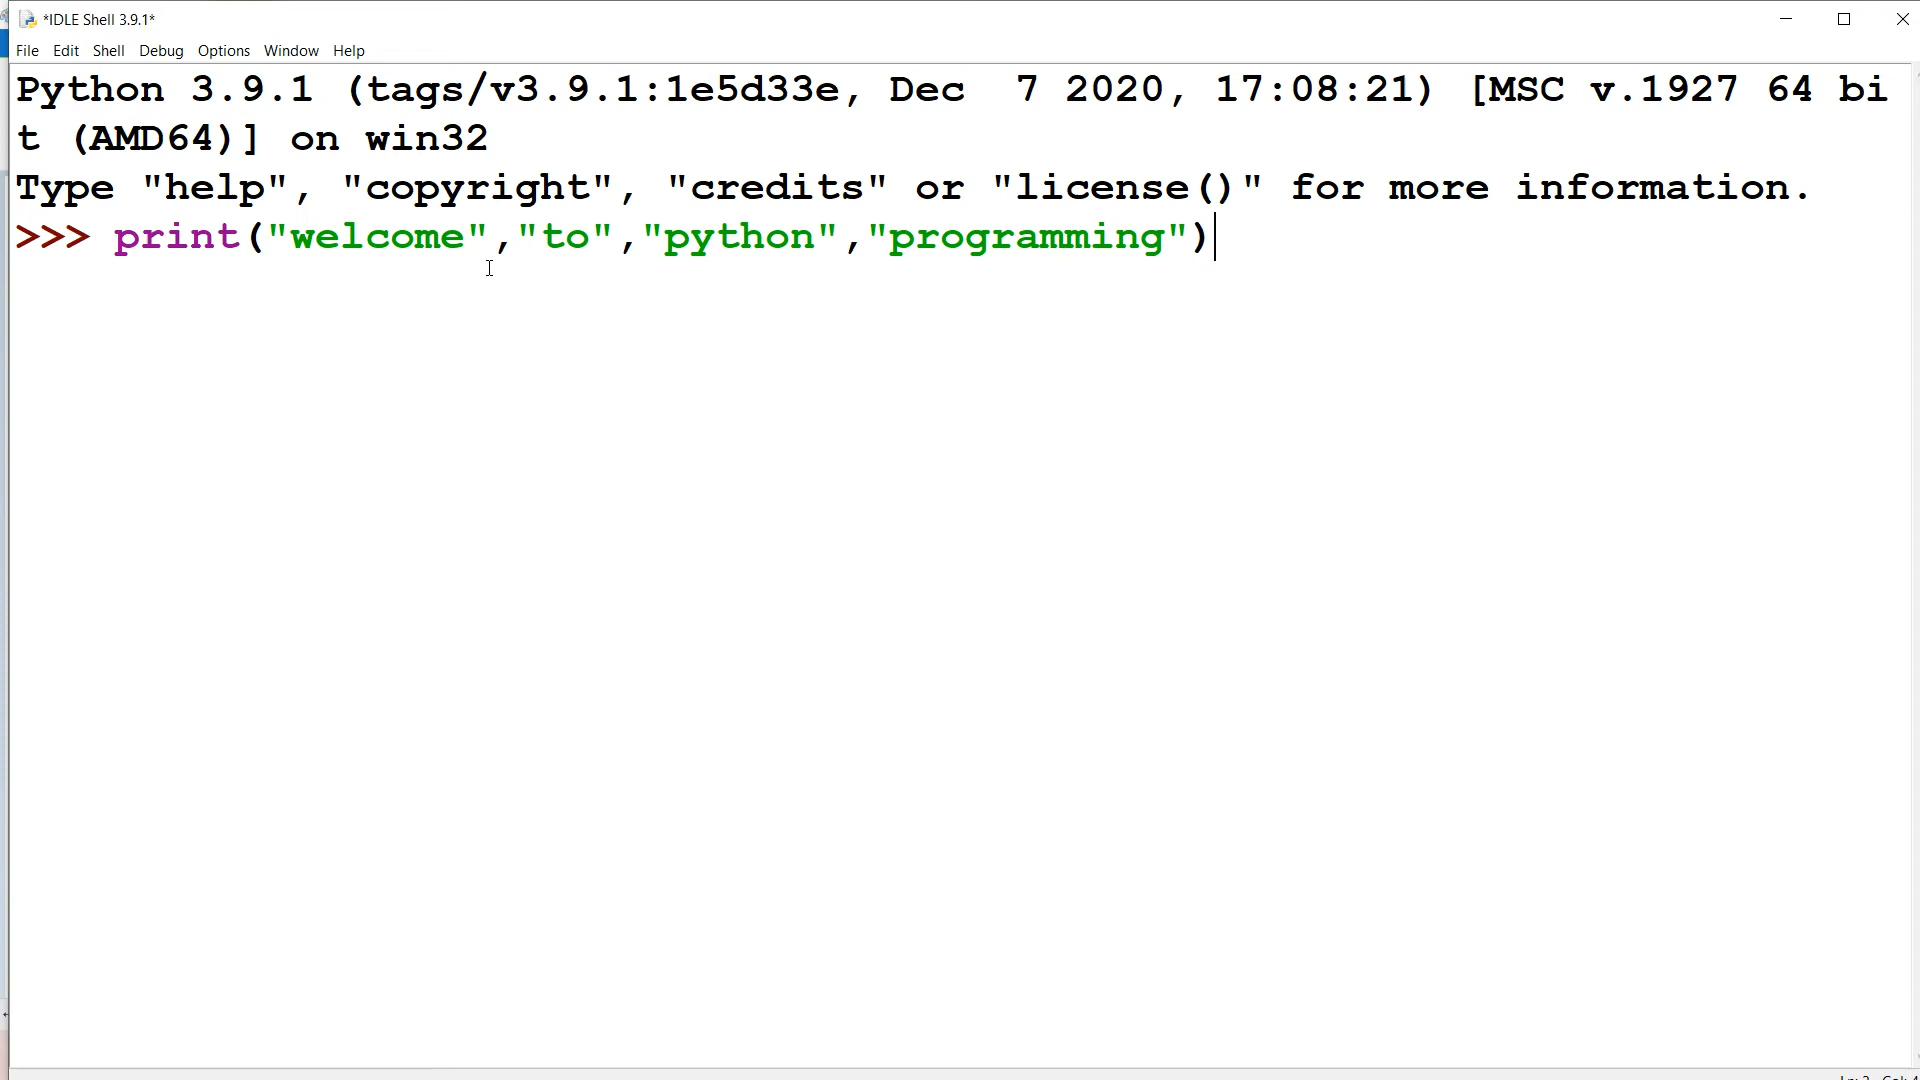 *IDLE Shell 3.9.1*
File Edit Shell Debug Options Window Help
Python 3.9.1 (tags/v3.9.1:1e5d33e, Dec  7 2020, 17:08:21) [MSC v.1927 64 bi
t (AMD64)] on win32
Type "help", "copyright", "credits" or "license()" for more information.
>>> print("welcome","to","python","programming")